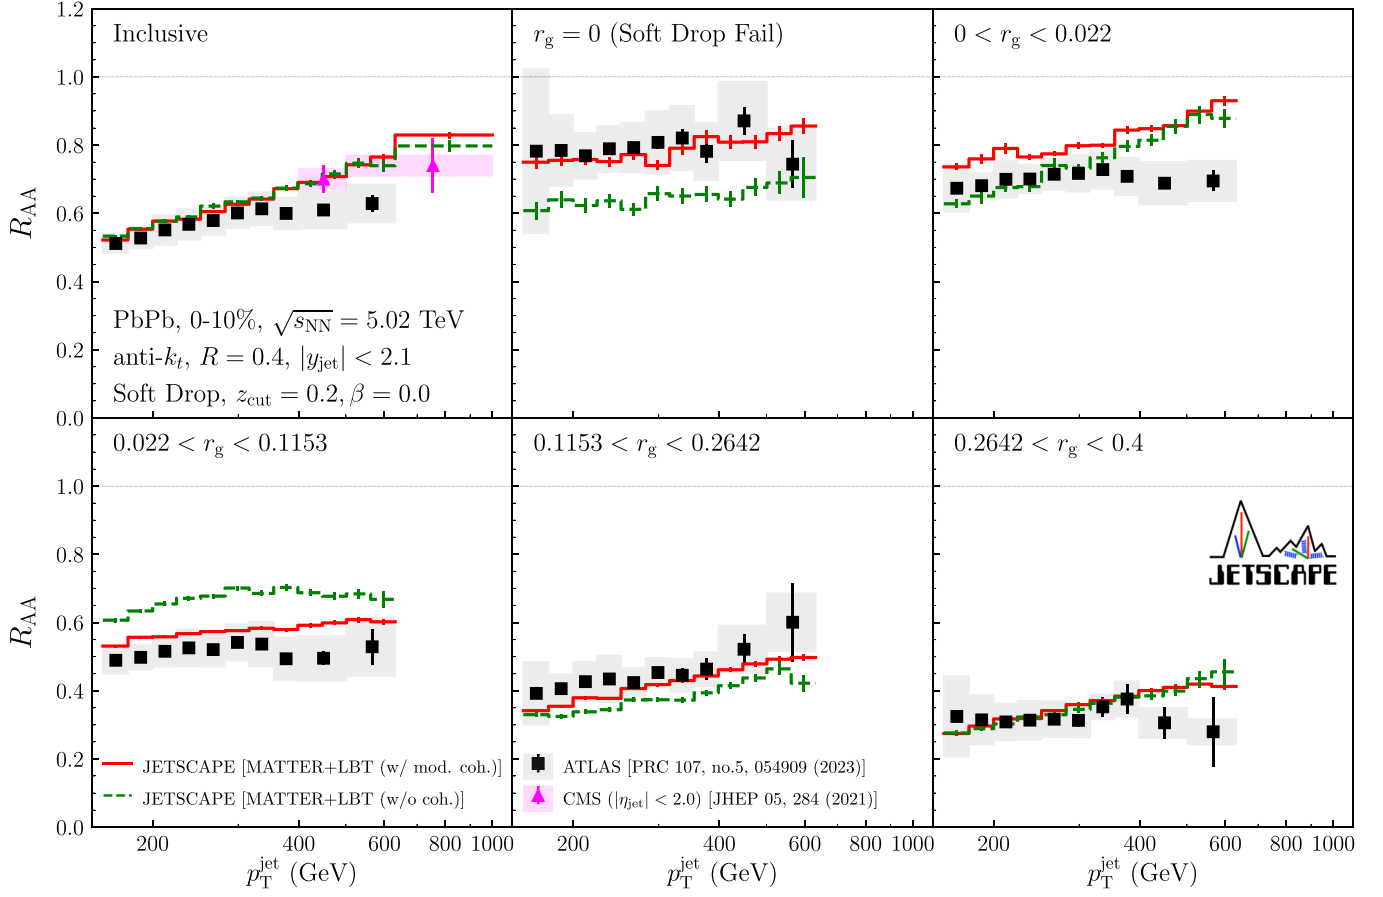 1.2
Inclusive
r_g = 0 (Soft Drop Fail)
0 < r_g < 0.022
1.0
0.8
R_AA
0.6
0.4
PbPb, 0-10%, √s_NN = 5.02 TeV
anti-k_t, R = 0.4, |y_jet| < 2.1
0.2
Soft Drop, z_cut = 0.2, β = 0.0
0.0
0.022 < r_g < 0.1153
0.1153 < r_g < 0.2642
0.2642 < r_g < 0.4
1.0
0.8
JETSCAPE
R_AA
0.6
0.4
0.2
JETSCAPE [MATTER+LBT (w/ mod. coh.)]
ATLAS [PRC 107, no.5, 054909 (2023)]
JETSCAPE [MATTER+LBT (w/o coh.)]
CMS (|η_jet| < 2.0) [JHEP 05, 284 (2021)]
0.0
200 400 600 800 1000 200 400 600 800 1000 200 400 600 800 1000
p_T^jet (GeV) p_T^jet (GeV) p_T^jet (GeV)